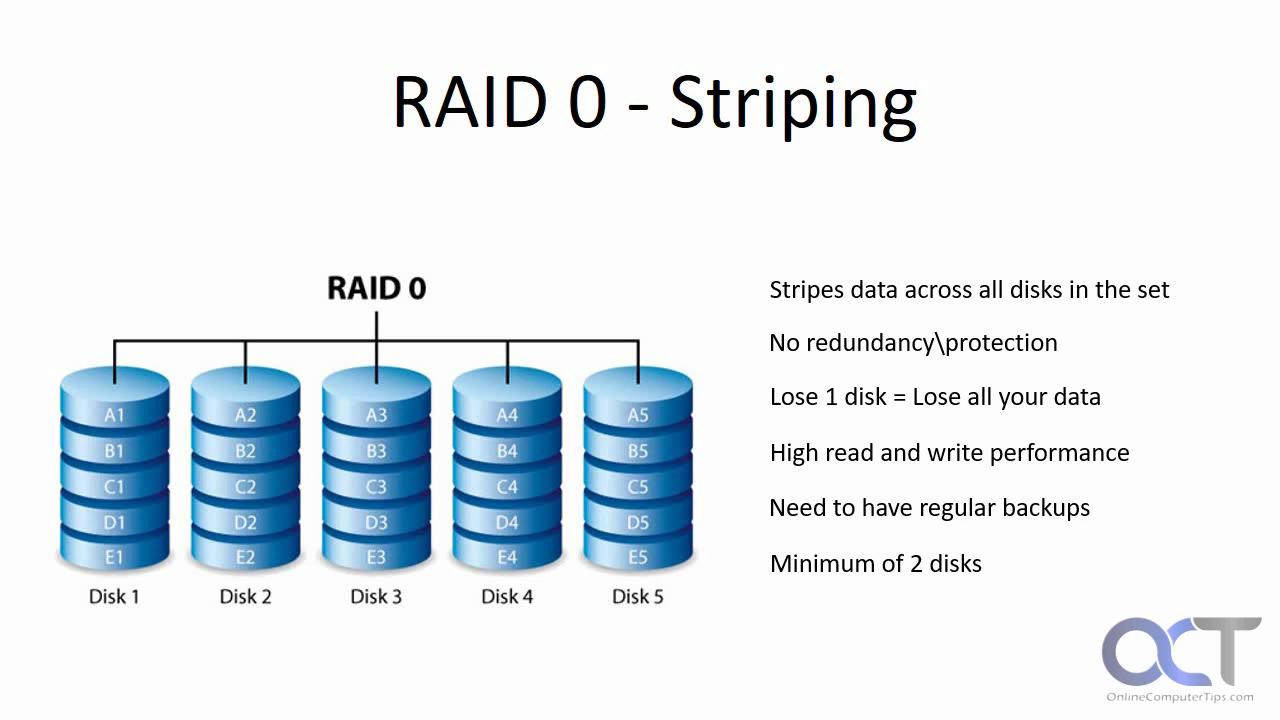 RAID 0 - Striping
RAID 0
A1 A2 A3 A4 A5
B1 B2 B3 B4 B5
C1 C2 C3 C4 C5
D1 D2 D3 D4 D5
E1 E2 E3 E4 E5
Disk 1 Disk 2 Disk 3 Disk 4 Disk 5
Stripes data across all disks in the set
No redundancy\protection
Lose 1 disk = Lose all your data
High read and write performance
Need to have regular backups
Minimum of 2 disks
OCT
OnlineComputerTips.com